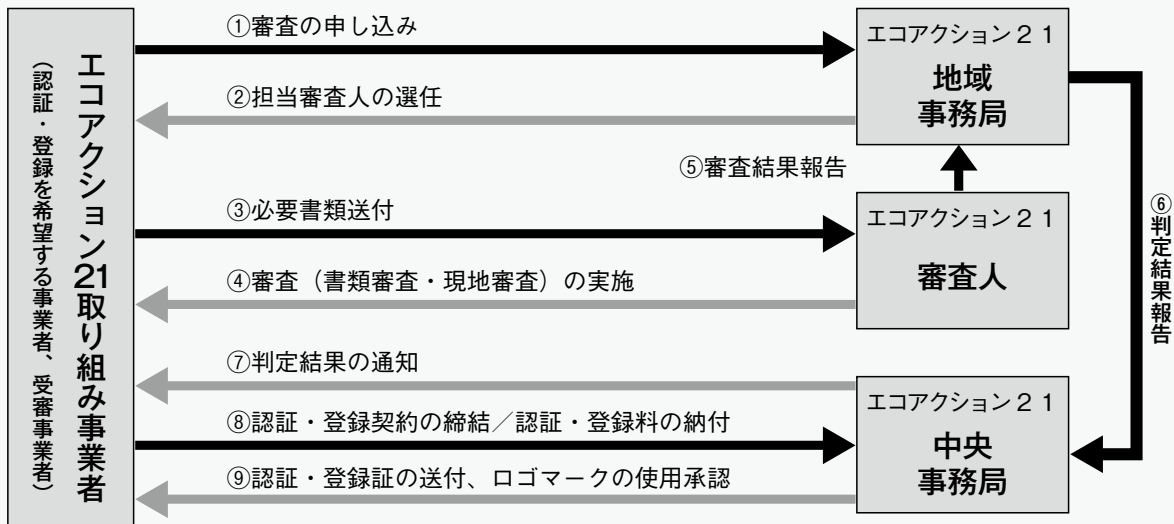 エコアクション21取り組み事業者
（認証・登録を希望する事業者、受審事業者）
①審査の申し込み
②担当審査人の選任
エコアクション２１
地域
事務局
⑤審査結果報告
③必要書類送付
④審査（書類審査・現地審査）の実施
エコアクション２１
審査人
⑥判定結果報告
⑦判定結果の通知
⑧認証・登録契約の締結／認証・登録料の納付
⑨認証・登録証の送付、ロゴマークの使用承認
エコアクション２１
中央
事務局